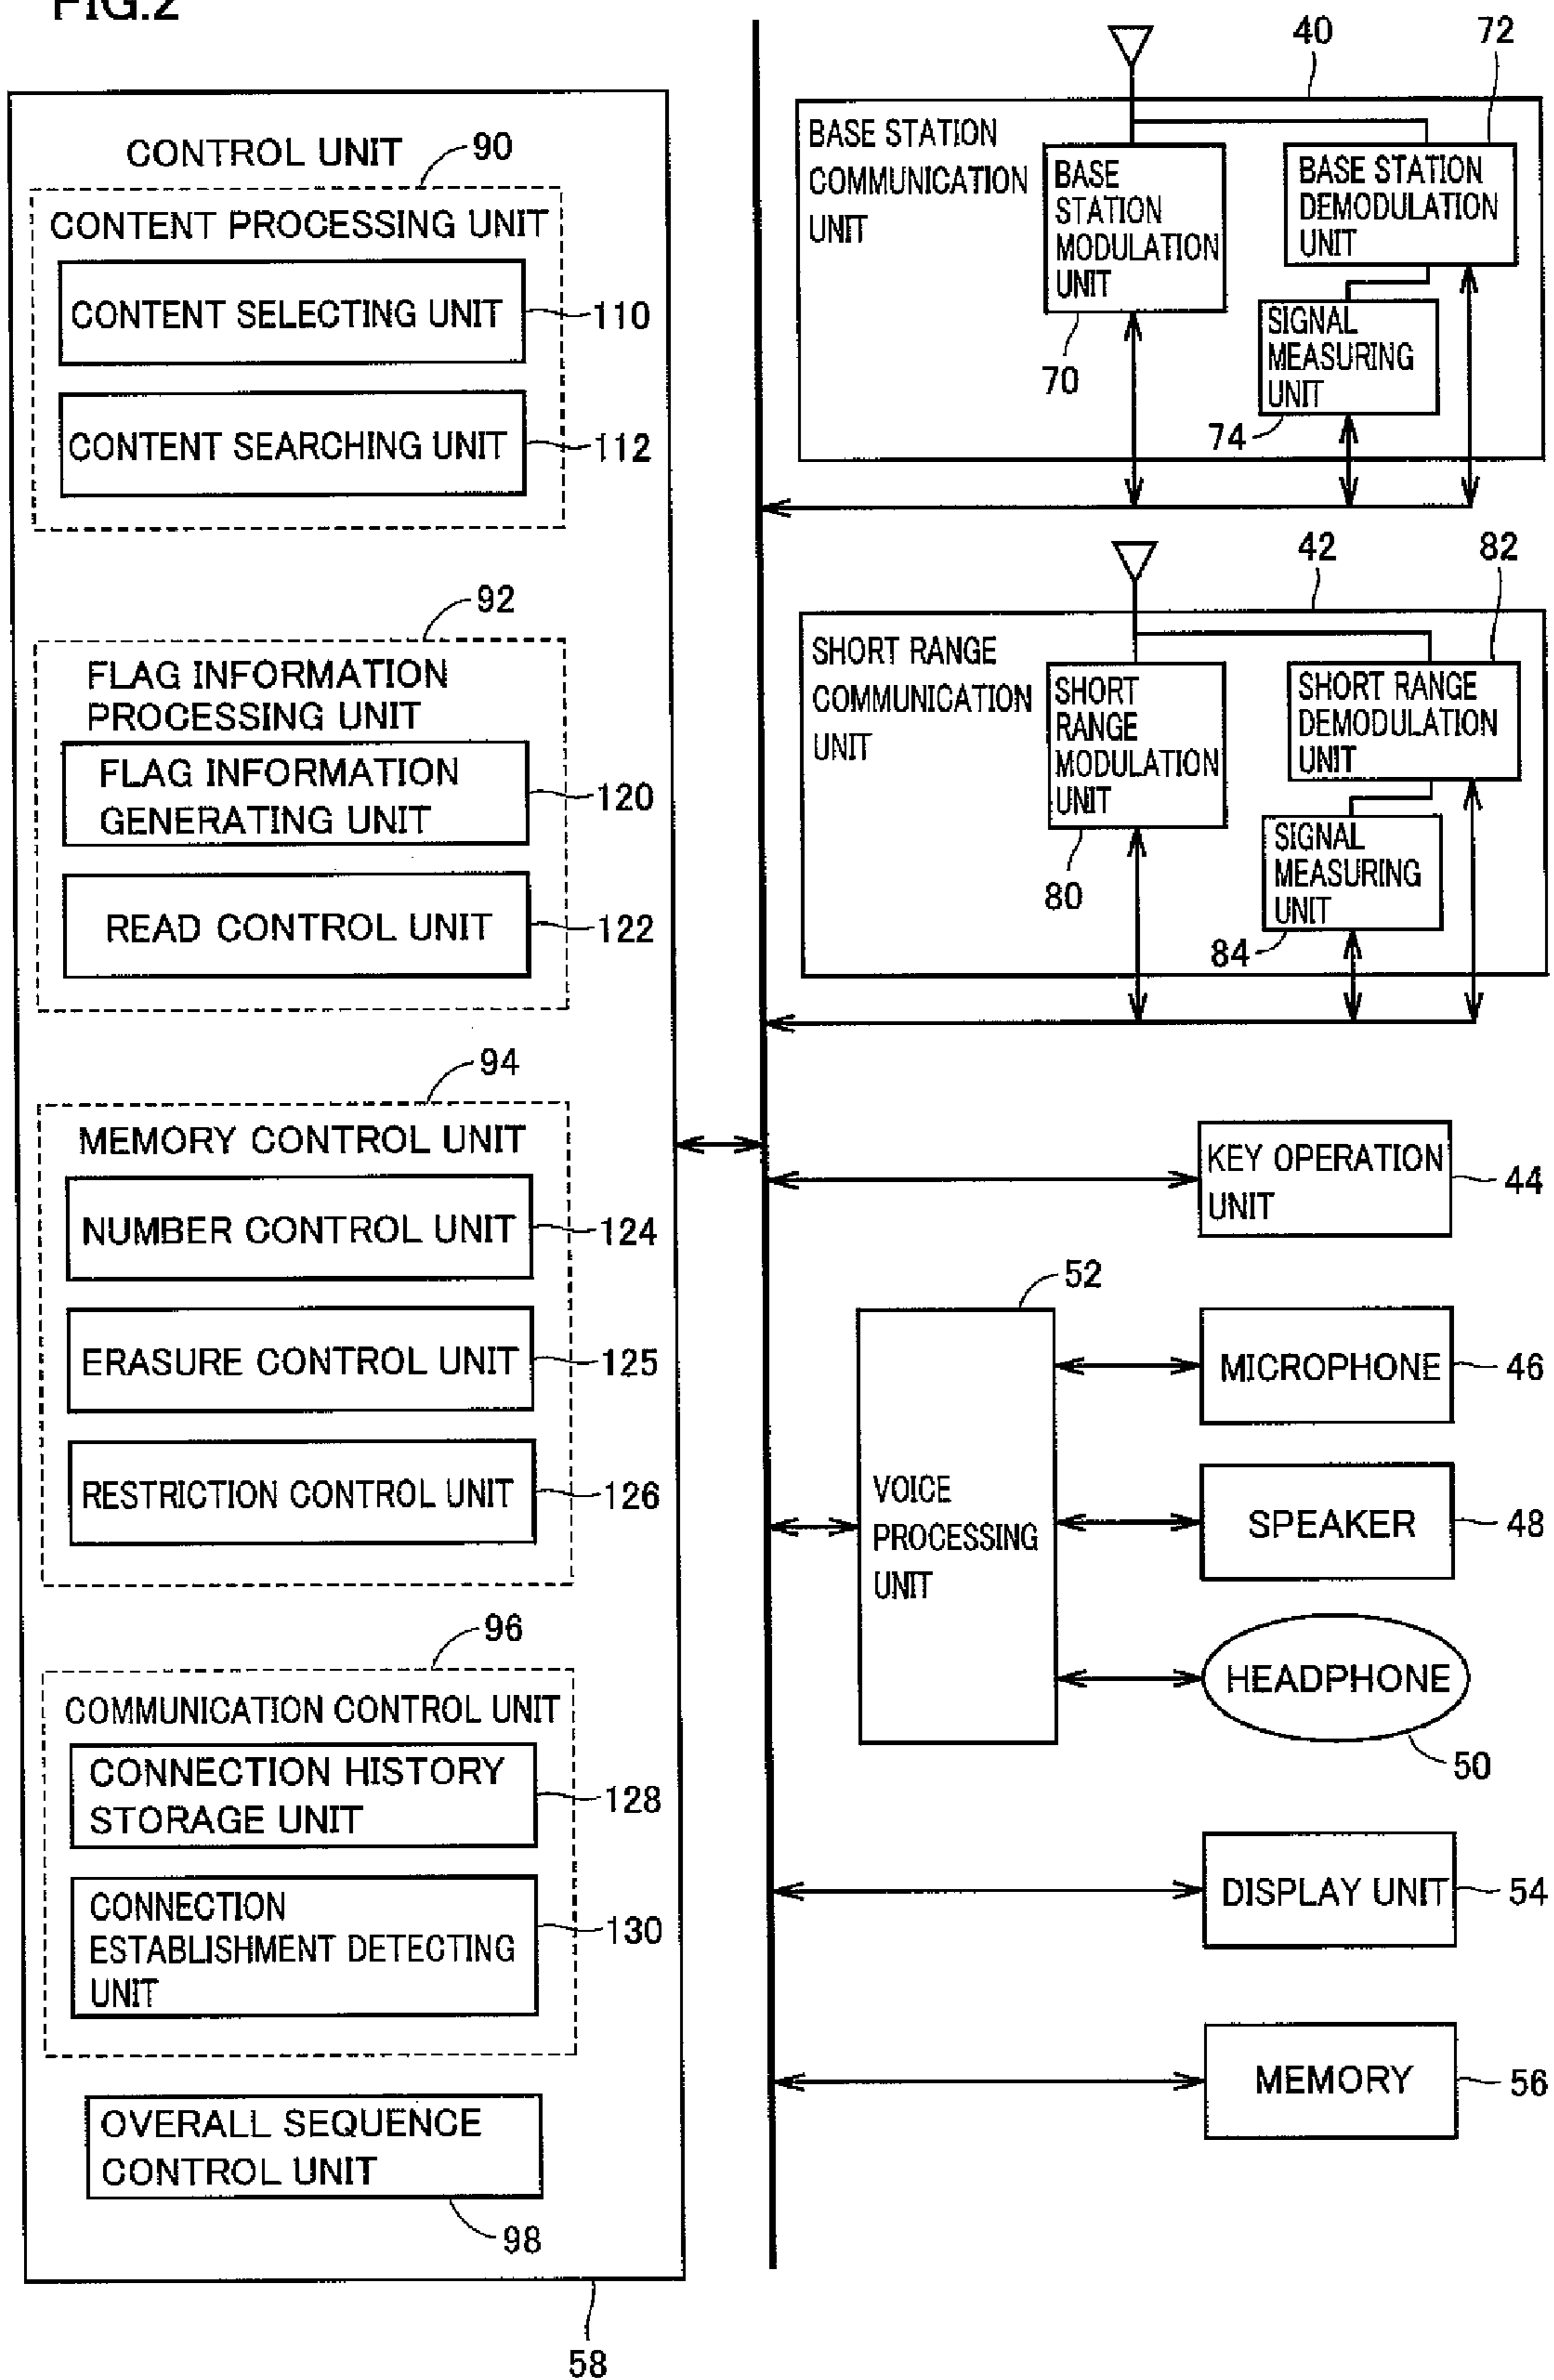 FIG.2
CONTROL UNIT
90
CONTENT PROCESSING UNIT
CONTENT SELECTING UNIT
110
CONTENT SEARCHING UNIT
112
92
FLAG INFORMATION
PROCESSING UNIT
FLAG INFORMATION
GENERATING UNIT
120
READ CONTROL UNIT
122
94
MEMORY CONTROL UNIT
NUMBER CONTROL UNIT
124
ERASURE CONTROL UNIT
125
RESTRICTION CONTROL UNIT
126
96
COMMUNICATION CONTROL UNIT
CONNECTION HISTORY
STORAGE UNIT
128
CONNECTION
ESTABLISHMENT DETECTING
UNIT
130
OVERALL SEQUENCE
CONTROL UNIT
98
58
40
72
BASE STATION
COMMUNICATION
UNIT
BASE
STATION
MODULATION
UNIT
70
BASE STATION
DEMODULATION
UNIT
SIGNAL
MEASURING
UNIT
74
42
82
SHORT RANGE
COMMUNICATION
UNIT
SHORT
RANGE
MODULATION
UNIT
80
SHORT RANGE
DEMODULATION
UNIT
SIGNAL
MEASURING
UNIT
84
KEY OPERATION
UNIT
44
52
VOICE
PROCESSING
UNIT
MICROPHONE
46
SPEAKER
48
HEADPHONE
50
DISPLAY UNIT
54
MEMORY
56